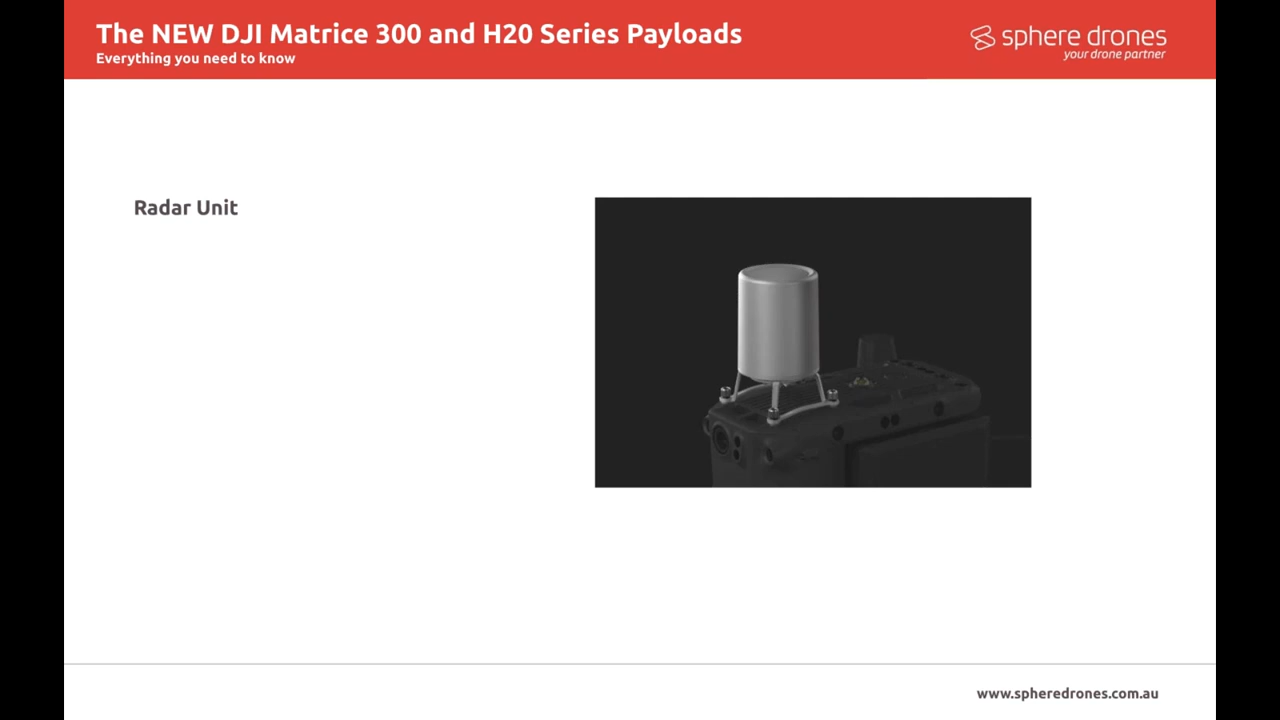 The NEW DJI Matrice 300 and H20 Series Payloads
Everything you need to know
sphere drones
your drone partner
Radar Unit
www.spheredrones.com.au